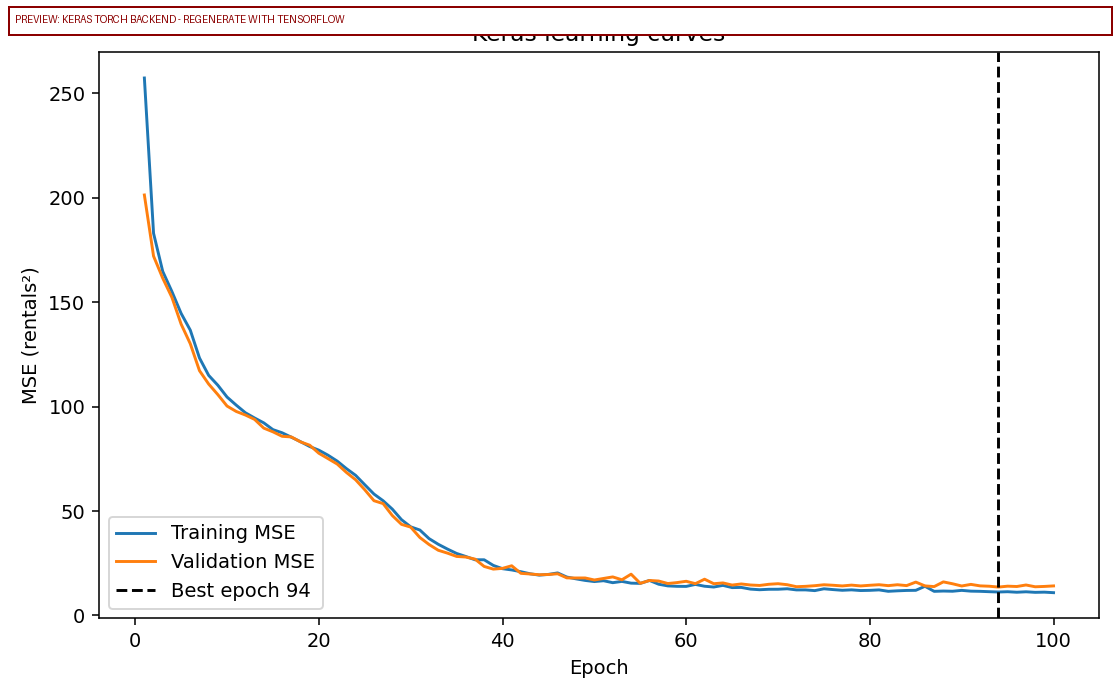 PREVIEW: KERAS TORCH BACKEND - REGENERATE WITH TENSORFLOW
Keras learning curves
250
200
150
100
50
0
MSE (rentals²)
Training MSE
Validation MSE
Best epoch 94
0 20 40 60 80 100
Epoch